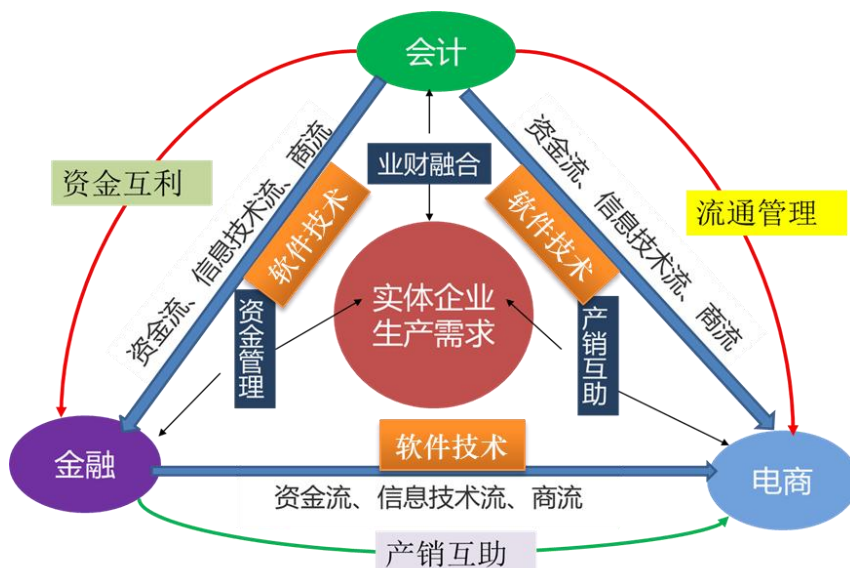 会计
资金互利
资金流、信息技术流、商流
软件技术
业财融合
软件技术
资金流、信息技术流、商流
流通管理
实体企业
生产需求
资金管理
产销互助
金融
软件技术
资金流、信息技术流、商流
电商
产销互助